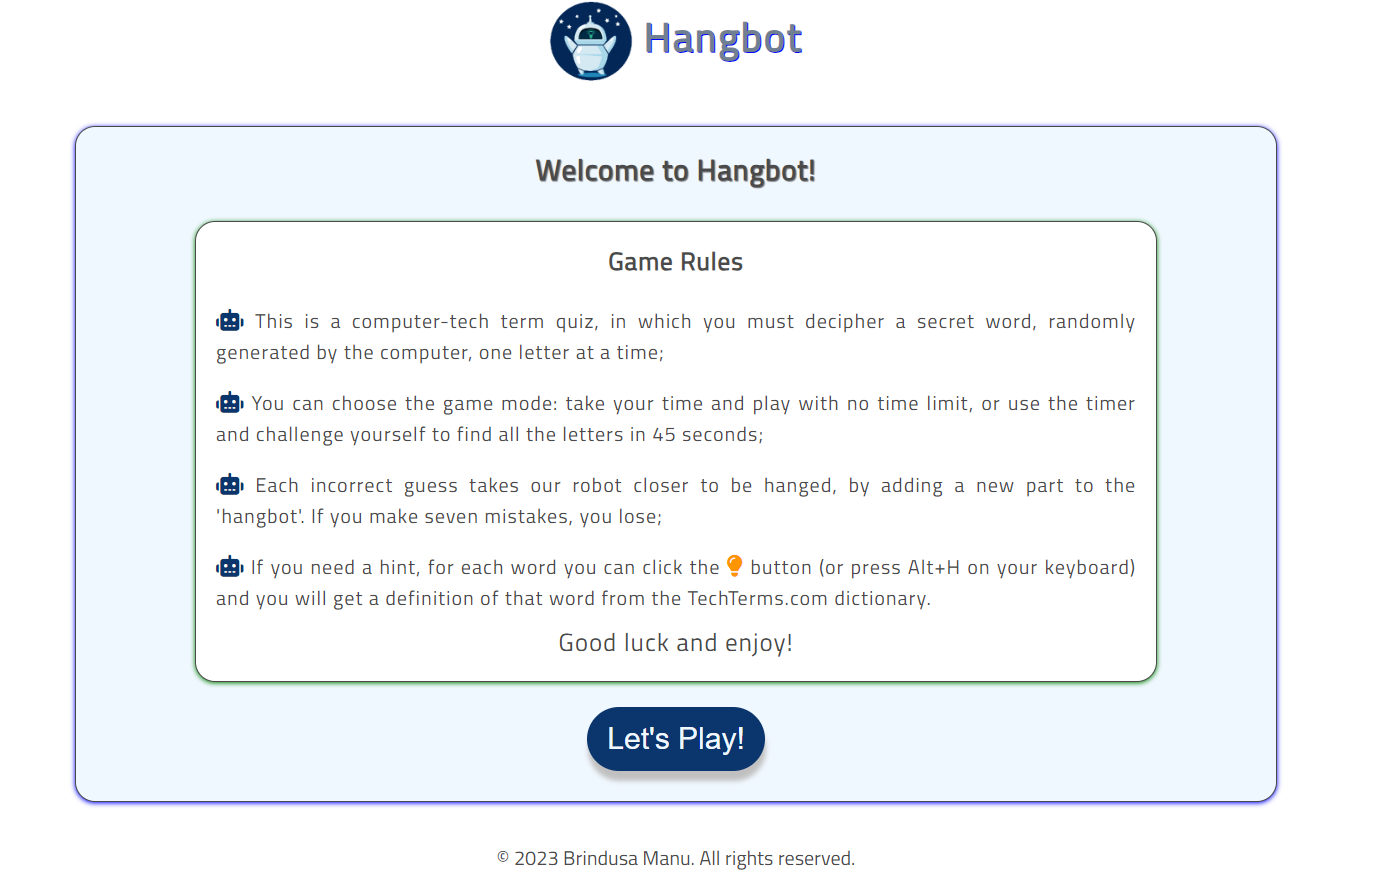 Hangbot
Welcome to Hangbot!
Game Rules
This is a computer-tech term quiz, in which you must decipher a secret word, randomly
generated by the computer, one letter at a time;
You can choose the game mode: take your time and play with no time limit, or use the timer
and challenge yourself to find all the letters in 45 seconds;
Each incorrect guess takes our robot closer to be hanged, by adding a new part to the
'hangbot'. If you make seven mistakes, you lose;
If you need a hint, for each word you can click the button (or press Alt+H on your keyboard)
and you will get a definition of that word from the TechTerms.com dictionary.
Good luck and enjoy!
Let's Play!
© 2023 Brindusa Manu. All rights reserved.